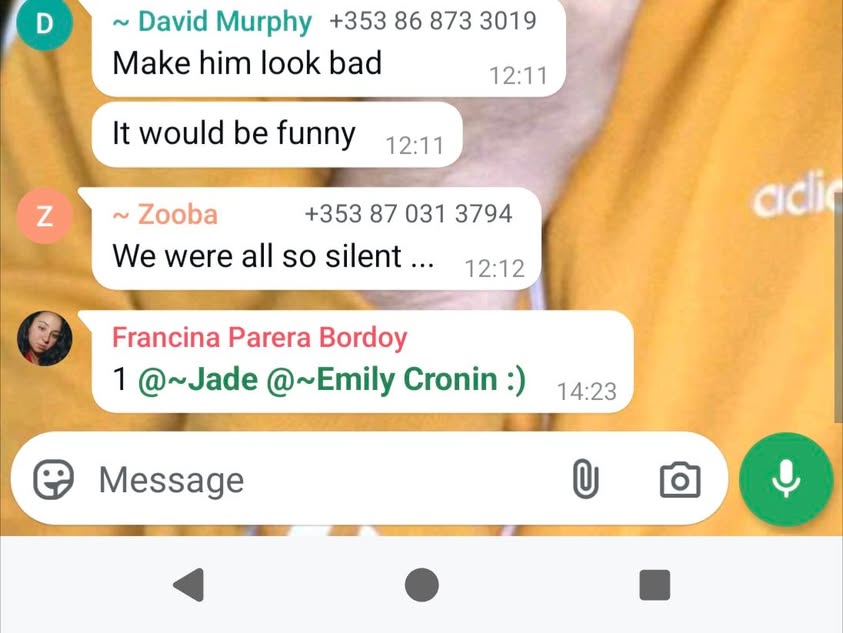 D
~ David Murphy +353 86 873 3019
Make him look bad
12:11
It would be funny
12:11
Z
~ Zooba +353 87 031 3794
We were all so silent ...
12:12
Francina Parera Bordoy
1 @~Jade @~Emily Cronin :)
14:23
Message